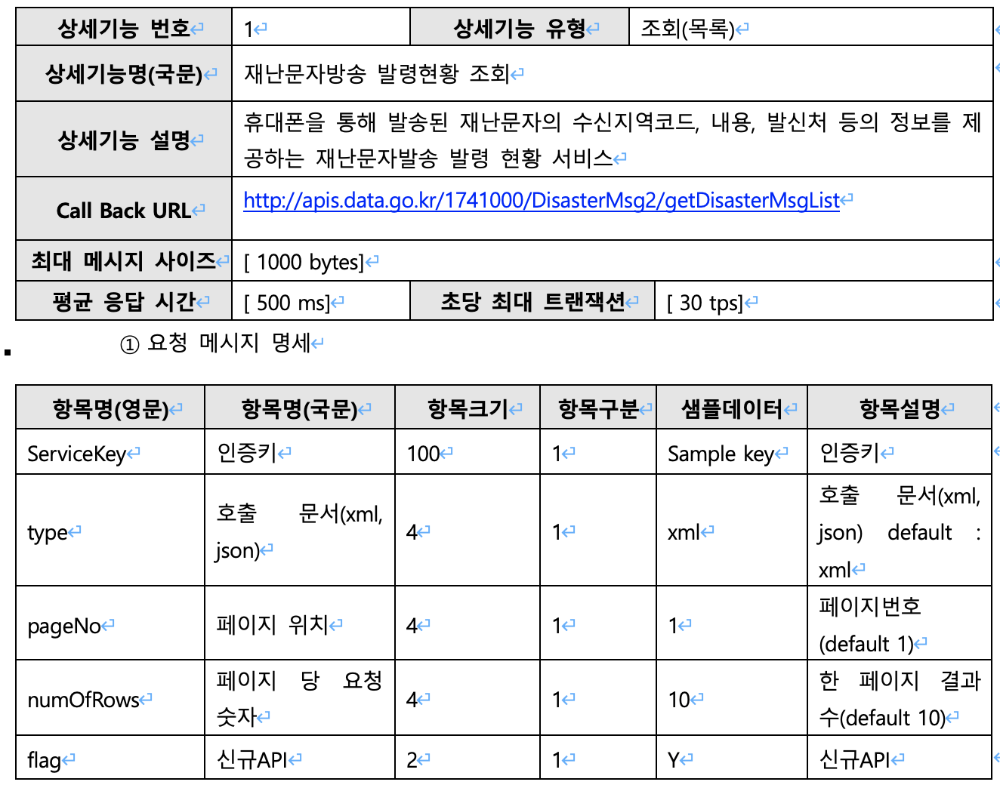 상세기능 번호 1 상세기능 유형 조회(목록)
상세기능명(국문) 재난문자방송 발령현황 조회
상세기능 설명 휴대폰을 통해 발송된 재난문자의 수신지역코드, 내용, 발신처 등의 정보를 제
공하는 재난문자발송 발령 현황 서비스
Call Back URL http://apis.data.go.kr/1741000/DisasterMsg2/getDisasterMsgList
최대 메시지 사이즈 [ 1000 bytes]
평균 응답 시간 [ 500 ms] 초당 최대 트랜잭션 [ 30 tps]
① 요청 메시지 명세
항목명(영문) 항목명(국문) 항목크기 항목구분 샘플데이터 항목설명
ServiceKey 인증키 100 1 Sample key 인증키
type 호출 문서(xml,
json) 4 1 xml 호출 문서(xml,
json) default :
xml
pageNo 페이지 위치 4 1 1 페이지번호
(default 1)
numOfRows 페이지 당 요청
숫자 4 1 10 한 페이지 결과
수(default 10)
flag 신규API 2 1 Y 신규API